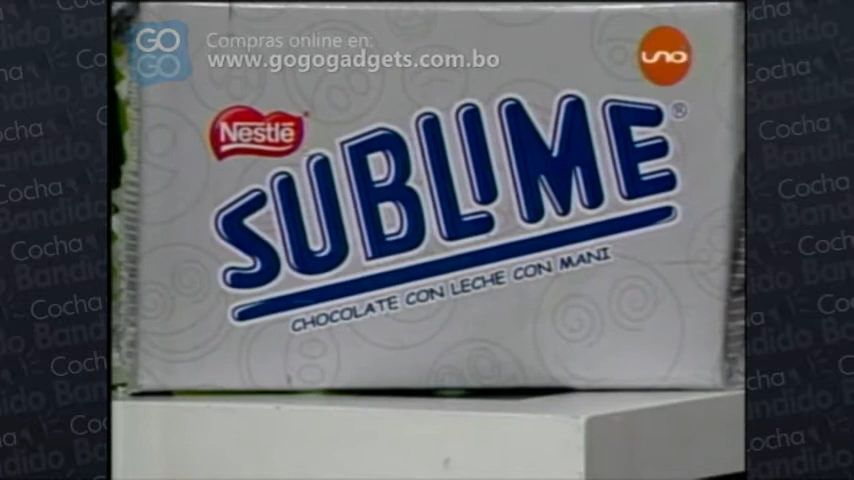 GO
GO
Compras online en:
www.gogogadgets.com.bo
uno
Nestlé
SUBLIME®
CHOCOLATE CON LECHE CON MANI
Cocha
Bandido